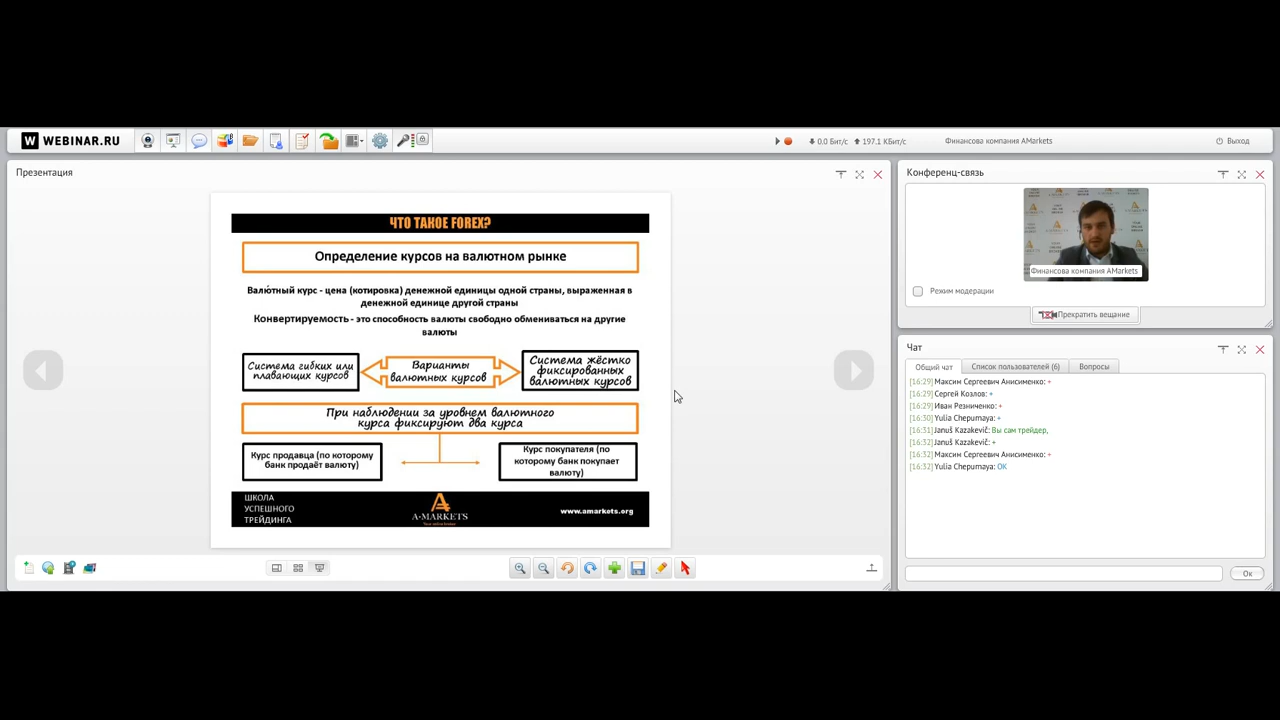 WEBINAR.RU
0.0 Бит/с 197.1 КБит/с
Финансова компания AMarkets
Выход
Презентация
ЧТО ТАКОЕ FOREX?
Определение курсов на валютном рынке
Валютный курс - цена (котировка) денежной единицы одной страны, выраженная в
денежной единице другой страны
Конвертируемость - это способность валюты свободно обмениваться на другие
валюты
Система гибких или
плавающих курсов
Варианты
валютных курсов
Система жёстко
фиксированных
валютных курсов
При наблюдении за уровнем валютного
курса фиксируют два курса
Курс продавца (по которому
банк продаёт валюту)
Курс покупателя (по
которому банк покупает
валюту)
ШКОЛА
УСПЕШНОГО
ТРЕЙДИНГА
A-MARKETS
www.amarkets.org
Конференц-связь
Финансова компания AMarkets
Режим модерации
Прекратить вещание
Чат
Общий чат
Список пользователей (6)
Вопросы
[16:29] Максим Сергеевич Анисименко: +
[16:29] Сергей Козлов: +
[16:29] Иван Резниченко: +
[16:30] Yulia Chepurnaya: +
[16:31] Januš Kazakevič: Вы сам трейдер,
[16:32] Januš Kazakevič: +
[16:32] Максим Сергеевич Анисименко: +
[16:32] Yulia Chepurnaya: OK
Ок